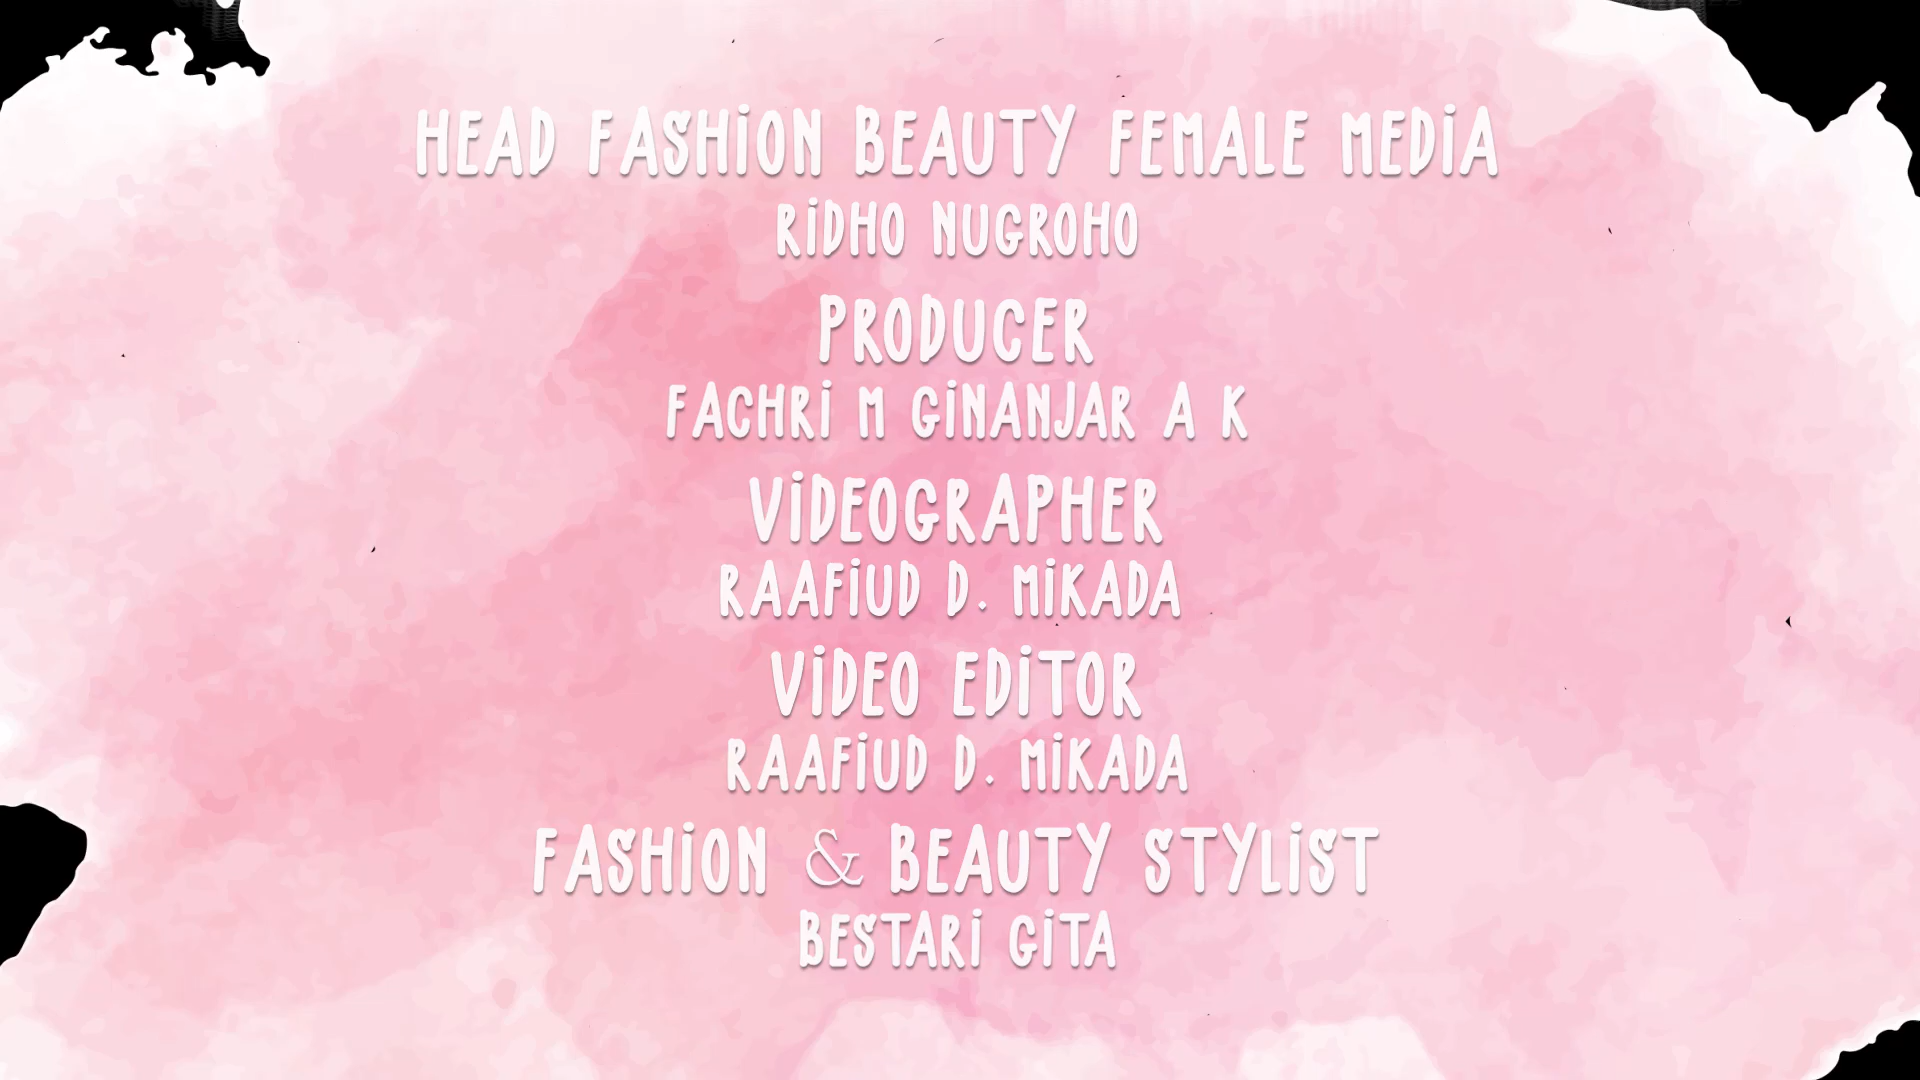 HEAD FASHiON BEAUTY FEMALE MEDiA
RiDHO NUGROHO
PRODUCER
FACHRi M GiNANJAR A K
ViDEOGRAPHER
RAAFiUD D. MiKADA
ViDEO EDiTOR
RAAFiUD D. MiKADA
FASHiON & BEAUTY STYLiST
BESTARi GiTA